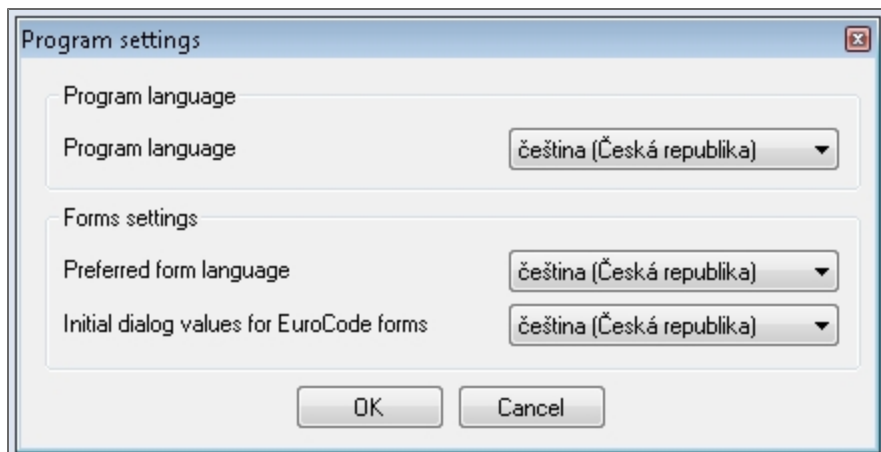 Program settings
Program language
Program language čeština (Česká republika)
Forms settings
Preferred form language čeština (Česká republika)
Initial dialog values for EuroCode forms čeština (Česká republika)
OK Cancel